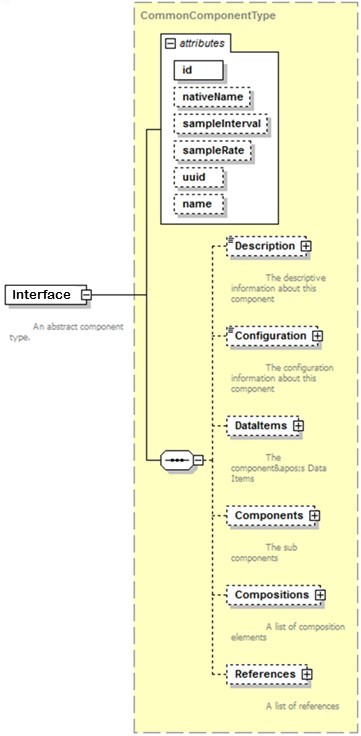 CommonComponentType
attributes
id
nativeName
sampleInterval
sampleRate
uuid
name
Description
The descriptive
information about this
component
Interface
An abstract component
type.
Configuration
The configuration
information about this
component
DataItems
The
component&apos;s Data
Items
Components
The sub
components
Compositions
A list of composition
elements
References
A list of references